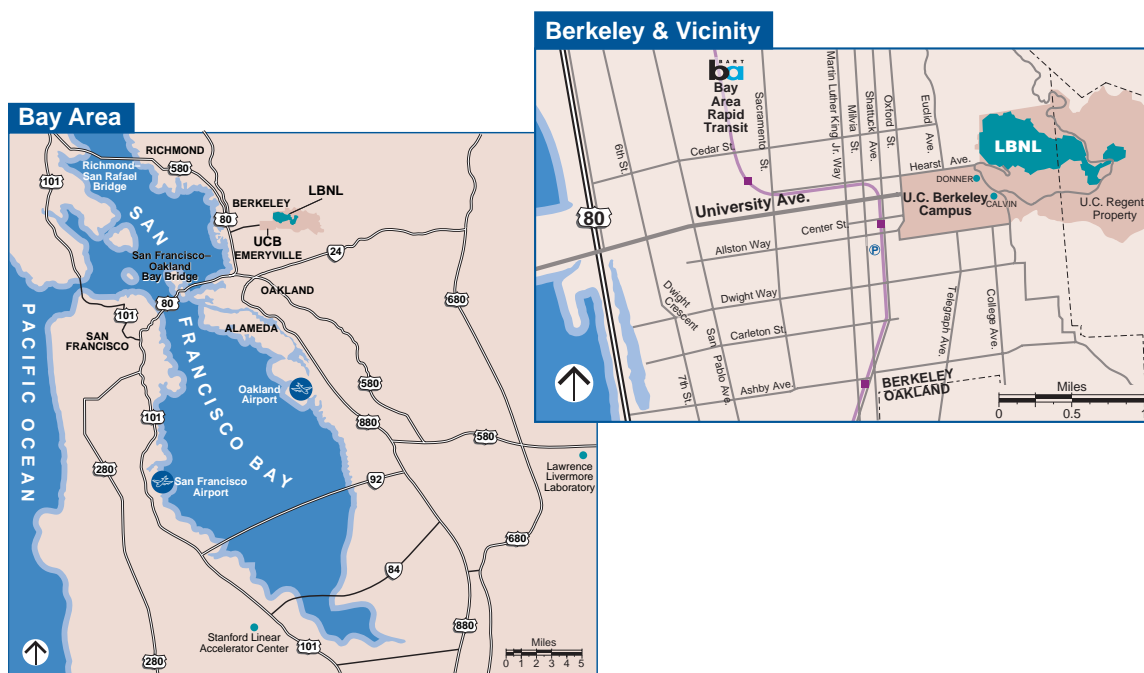 Bay Area
RICHMOND
580
101
Richmond–
San Rafael
Bridge
80
BERKELEY
LBNL
UCB
EMERYVILLE
24
San Francisco–
Oakland
Bay Bridge
OAKLAND
680
80
101
SAN
FRANCISCO
ALAMEDA
SAN FRANCISCO BAY
PACIFIC OCEAN
Oakland
Airport
580
880
101
580
280
San Francisco
Airport
92
Lawrence
Livermore
Laboratory
680
84
880
Stanford Linear
Accelerator Center
101
280
Miles
0 1 2 3 4 5
Berkeley & Vicinity
BART
ba
Bay
Area
Rapid
Transit
Sacramento St.
Martin Luther King Jr. Way
Milvia St.
Shattuck Ave.
Oxford St.
Euclid Ave.
6th St.
Cedar St.
Hearst Ave.
LBNL
DONNER
U.C. Berkeley
Campus
CALVIN
U.C. Regent
Property
80
University Ave.
Center St.
Allston Way
P
Dwight Way
Dwight
Crescent
Carleton St.
San Pablo Ave.
7th St.
Ashby Ave.
Telegraph Ave.
College Ave.
BERKELEY
OAKLAND
Miles
0 0.5 1